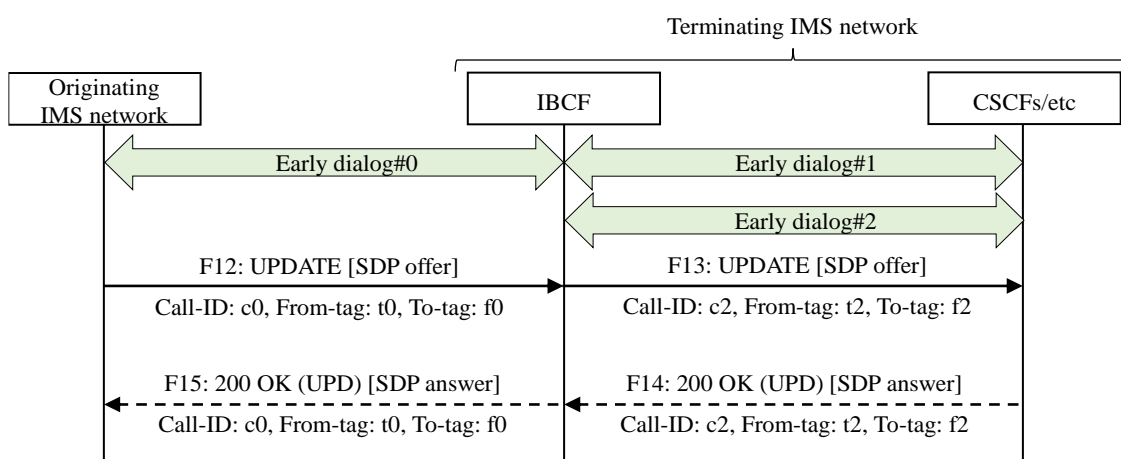 Terminating IMS network
Originating
IMS network
IBCF
CSCFs/etc
Early dialog#0
Early dialog#1
Early dialog#2
F12: UPDATE [SDP offer]
F13: UPDATE [SDP offer]
Call-ID: c0, From-tag: t0, To-tag: f0
Call-ID: c2, From-tag: t2, To-tag: f2
F15: 200 OK (UPD) [SDP answer]
F14: 200 OK (UPD) [SDP answer]
Call-ID: c0, From-tag: t0, To-tag: f0
Call-ID: c2, From-tag: t2, To-tag: f2